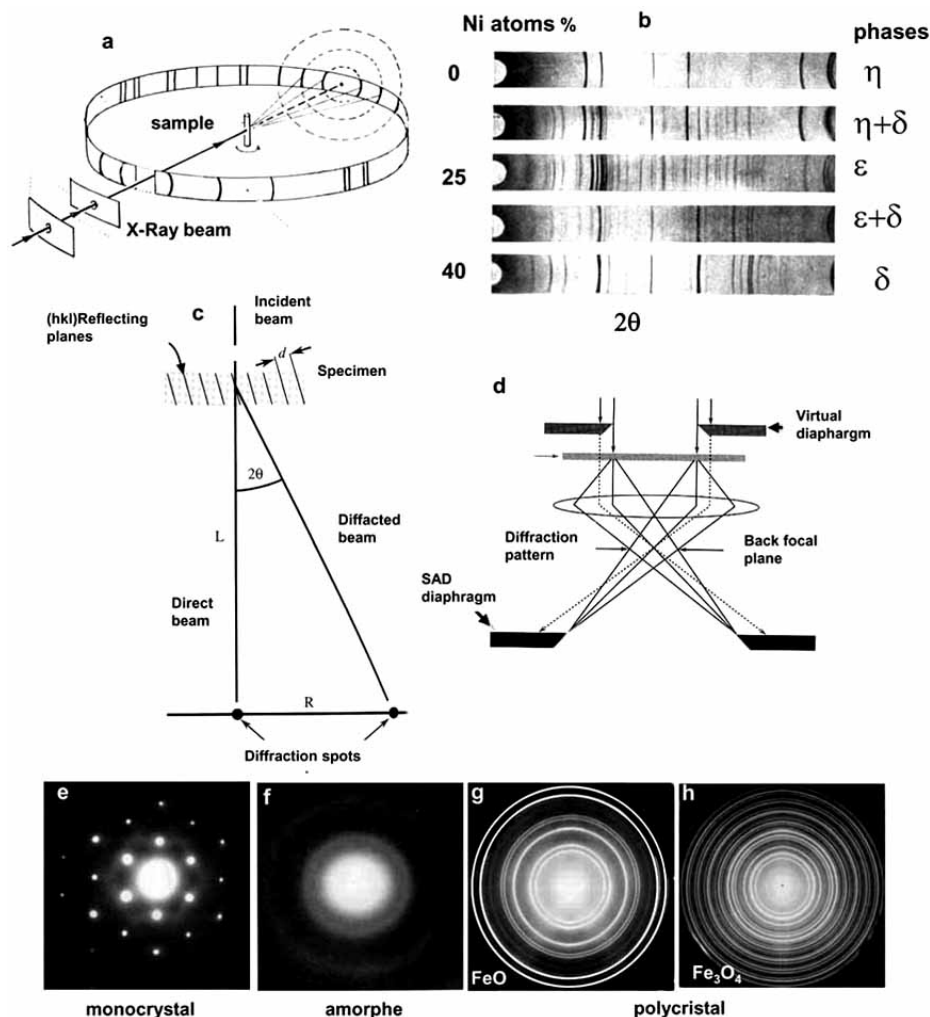 a
sample
X-Ray beam
Ni atoms %
b
phases
0
η
η+δ
25
ε
ε+δ
40
δ
2θ
c
Incident
beam
(hkl)Reflecting
planes
d
Specimen
2θ
L
Diffacted
beam
Direct
beam
R
Diffraction spots
d
Virtual
diaphargm
Diffraction
pattern
Back focal
plane
SAD
diaphragm
e
f
g
h
FeO
Fe₃O₄
monocrystal
amorphe
polycristal